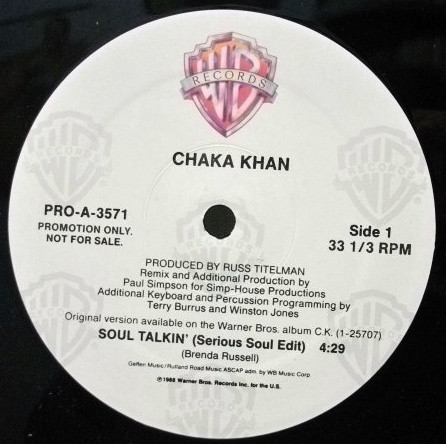 WB
RECORDS
CHAKA KHAN
PRO-A-3571
PROMOTION ONLY.
NOT FOR SALE.
Side 1
33 1/3 RPM
PRODUCED BY RUSS TITELMAN
Remix and Additional Production by
Paul Simpson for Simp-House Productions
Additional Keyboard and Percussion Programming by
Terry Burrus and Winston Jones
Original version available on the Warner Bros. album C.K. (1-25707)
SOUL TALKIN' (Serious Soul Edit) 4:29
(Brenda Russell)
Geffen Music/Rutland Road Music ASCAP adm. by WB Music Corp.
℗1988 Warner Bros. Records Inc. for the U.S.